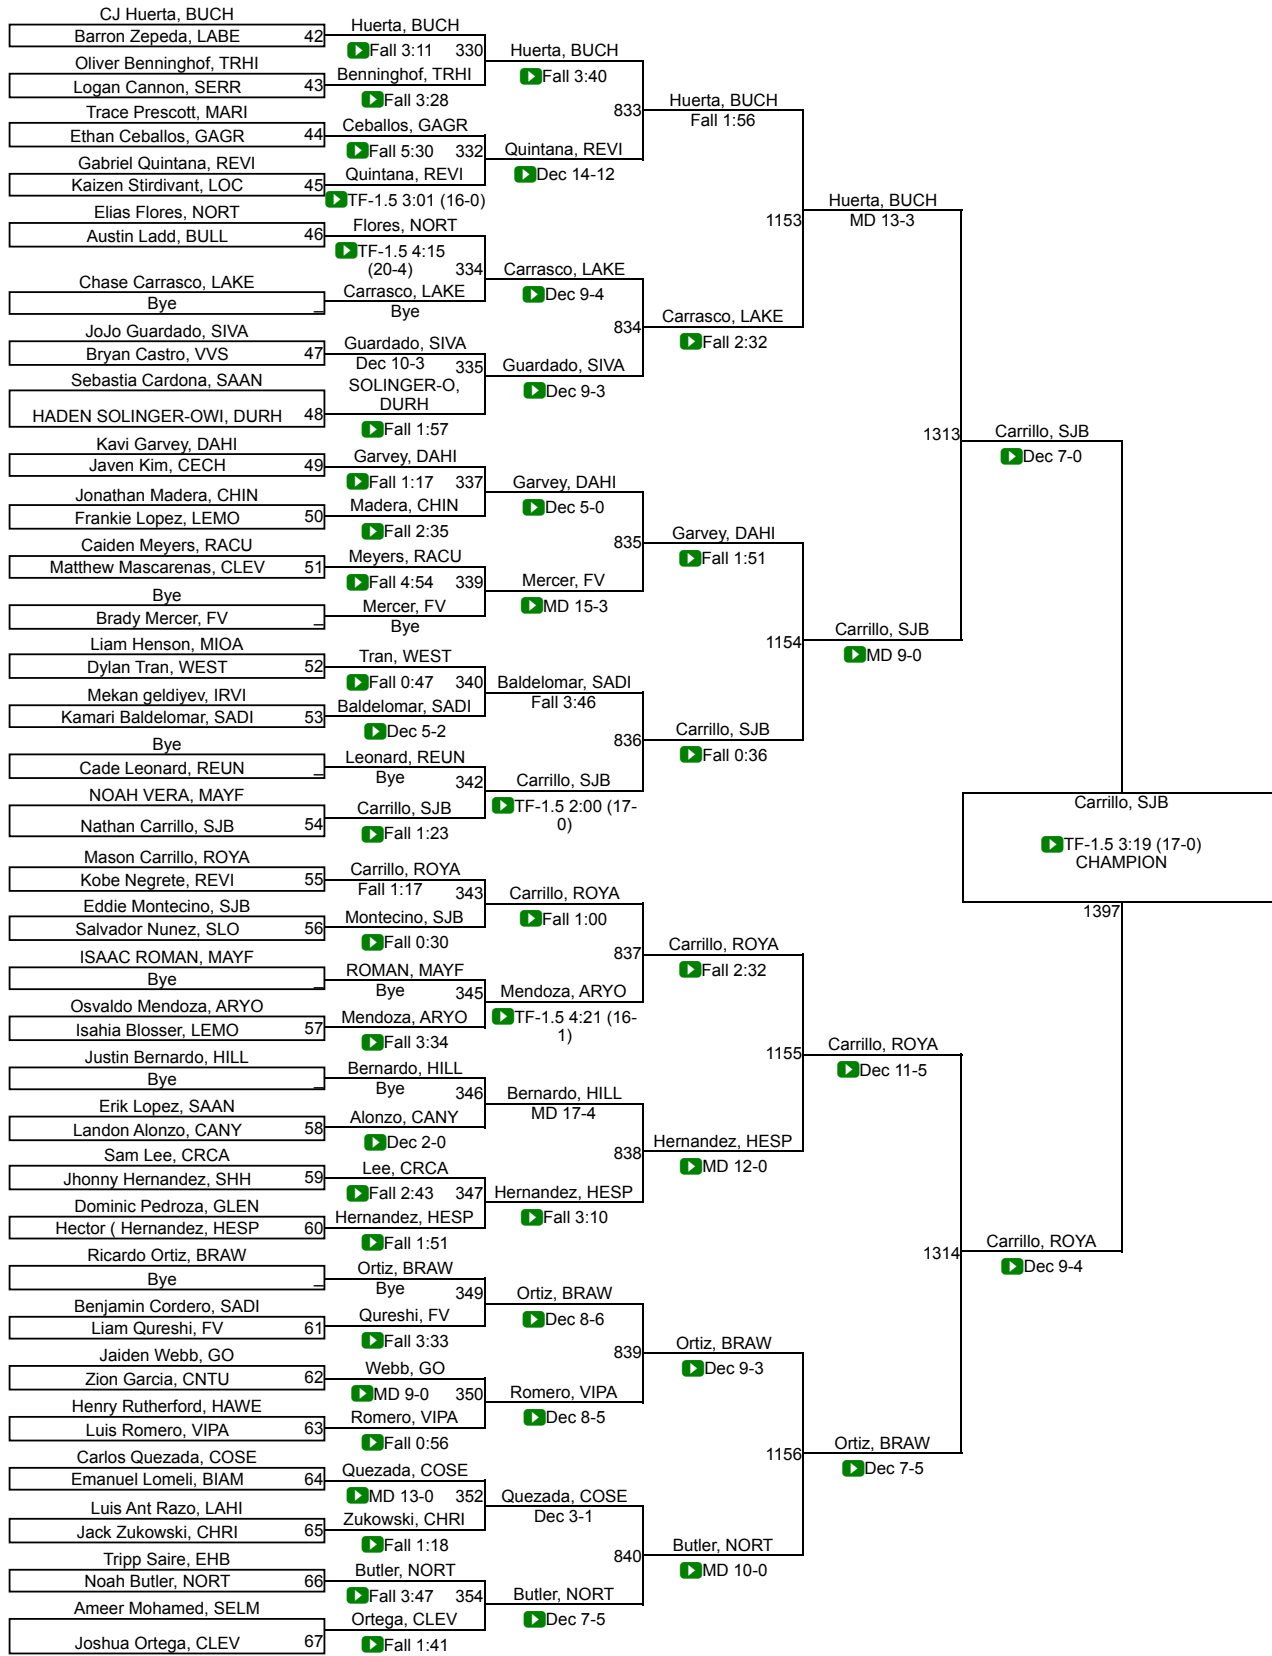 CJ Huerta, BUCH
Barron Zepeda, LABE 42
Oliver Benninghof, TRHI
Logan Cannon, SERR 43
Trace Prescott, MARI
Ethan Ceballos, GAGR 44
Gabriel Quintana, REVI
Kaizen Stirdivant, LOC 45
Elias Flores, NORT
Austin Ladd, BULL 46
Chase Carrasco, LAKE
Bye _
JoJo Guardado, SIVA
Bryan Castro, VVS 47
Sebastia Cardona, SAAN
HADEN SOLINGER-OWI, DURH 48
Kavi Garvey, DAHI
Javen Kim, CECH 49
Jonathan Madera, CHIN
Frankie Lopez, LEMO 50
Caiden Meyers, RACU
Matthew Mascarenas, CLEV 51
Bye
Brady Mercer, FV _
Liam Henson, MIOA
Dylan Tran, WEST 52
Mekan geldiyev, IRVI
Kamari Baldelomar, SADI 53
Bye
Cade Leonard, REUN _
NOAH VERA, MAYF
Nathan Carrillo, SJB 54
Mason Carrillo, ROYA
Kobe Negrete, REVI 55
Eddie Montecino, SJB
Salvador Nunez, SLO 56
ISAAC ROMAN, MAYF
Bye _
Osvaldo Mendoza, ARYO
Isahia Blosser, LEMO 57
Justin Bernardo, HILL
Bye _
Erik Lopez, SAAN
Landon Alonzo, CANY 58
Sam Lee, CRCA
Jhonny Hernandez, SHH 59
Dominic Pedroza, GLEN
Hector ( Hernandez, HESP 60
Ricardo Ortiz, BRAW
Bye _
Benjamin Cordero, SADI
Liam Qureshi, FV 61
Jaiden Webb, GO
Zion Garcia, CNTU 62
Henry Rutherford, HAWE
Luis Romero, VIPA 63
Carlos Quezada, COSE
Emanuel Lomeli, BIAM 64
Luis Ant Razo, LAHI
Jack Zukowski, CHRI 65
Tripp Saire, EHB
Noah Butler, NORT 66
Ameer Mohamed, SELM
Joshua Ortega, CLEV 67
Huerta, BUCH
Fall 3:11 330
Benninghof, TRHI
Fall 3:28
Ceballos, GAGR
Fall 5:30 332
Quintana, REVI
TF-1.5 3:01 (16-0)
Flores, NORT
TF-1.5 4:15
(20-4) 334
Carrasco, LAKE
Bye
Guardado, SIVA
Dec 10-3 335
SOLINGER-O,
DURH
Fall 1:57
Garvey, DAHI
Fall 1:17 337
Madera, CHIN
Fall 2:35
Meyers, RACU
Fall 4:54 339
Mercer, FV
Bye
Tran, WEST
Fall 0:47 340
Baldelomar, SADI
Dec 5-2
Leonard, REUN
Bye 342
Carrillo, SJB
Fall 1:23
Carrillo, ROYA
Fall 1:17 343
Montecino, SJB
Fall 0:30
ROMAN, MAYF
Bye 345
Mendoza, ARYO
Fall 3:34
Bernardo, HILL
Bye 346
Alonzo, CANY
Dec 2-0
Lee, CRCA
Fall 2:43 347
Hernandez, HESP
Fall 1:51
Ortiz, BRAW
Bye 349
Qureshi, FV
Fall 3:33
Webb, GO
MD 9-0 350
Romero, VIPA
Fall 0:56
Quezada, COSE
MD 13-0 352
Zukowski, CHRI
Fall 1:18
Butler, NORT
Fall 3:47 354
Ortega, CLEV
Fall 1:41
Huerta, BUCH
Fall 3:40
833
Quintana, REVI
Dec 14-12
Carrasco, LAKE
Dec 9-4
834
Guardado, SIVA
Dec 9-3
Garvey, DAHI
Dec 5-0
835
Mercer, FV
MD 15-3
Baldelomar, SADI
Fall 3:46
836
Carrillo, SJB
TF-1.5 2:00 (17-
0)
Carrillo, ROYA
Fall 1:00
837
Mendoza, ARYO
TF-1.5 4:21 (16-
1)
Bernardo, HILL
MD 17-4
838
Hernandez, HESP
Fall 3:10
Ortiz, BRAW
Dec 8-6
839
Romero, VIPA
Dec 8-5
Quezada, COSE
Dec 3-1
840
Butler, NORT
Dec 7-5
Huerta, BUCH
Fall 1:56
1153
Carrasco, LAKE
Fall 2:32
Garvey, DAHI
Fall 1:51
1154
Carrillo, SJB
Fall 0:36
Carrillo, ROYA
Fall 2:32
1155
Hernandez, HESP
MD 12-0
Ortiz, BRAW
Dec 9-3
1156
Butler, NORT
MD 10-0
Huerta, BUCH
MD 13-3
1313
Carrillo, SJB
MD 9-0
Carrillo, ROYA
Dec 11-5
1314
Ortiz, BRAW
Dec 7-5
Carrillo, SJB
Dec 7-0
Carrillo, ROYA
Dec 9-4
Carrillo, SJB
TF-1.5 3:19 (17-0)
CHAMPION
1397